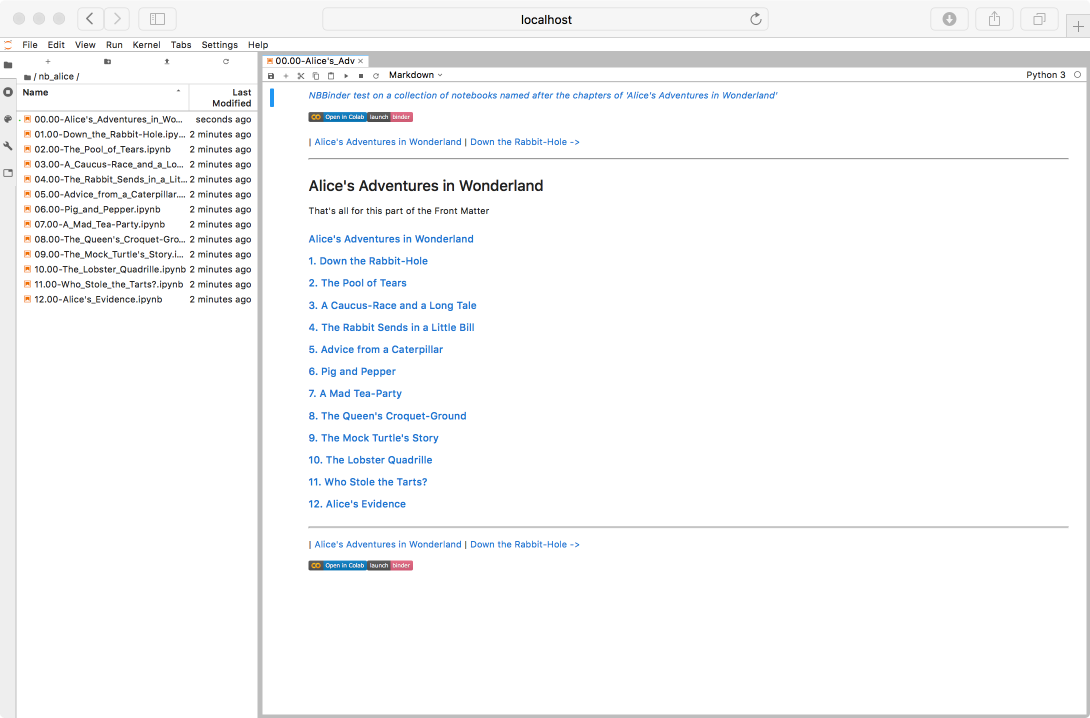 localhost
File Edit View Run Kernel Tabs Settings Help
/ nb_alice /
Name Last Modified
00.00-Alice's_Adventures_in_Wo... seconds ago
01.00-Down_the_Rabbit-Hole.ipy... 2 minutes ago
02.00-The_Pool_of_Tears.ipynb 2 minutes ago
03.00-A_Caucus-Race_and_a_Lo... 2 minutes ago
04.00-The_Rabbit_Sends_in_a_Lit... 2 minutes ago
05.00-Advice_from_a_Caterpillar.... 2 minutes ago
06.00-Pig_and_Pepper.ipynb 2 minutes ago
07.00-A_Mad_Tea-Party.ipynb 2 minutes ago
08.00-The_Queen's_Croquet-Gro... 2 minutes ago
09.00-The_Mock_Turtle's_Story.i... 2 minutes ago
10.00-The_Lobster_Quadrille.ipynb 2 minutes ago
11.00-Who_Stole_the_Tarts?.ipynb 2 minutes ago
12.00-Alice's_Evidence.ipynb 2 minutes ago
00.00-Alice's_Adv
Markdown Python 3
NBBinder test on a collection of notebooks named after the chapters of 'Alice's Adventures in Wonderland'
Open in Colab launch binder
| Alice's Adventures in Wonderland | Down the Rabbit-Hole ->
Alice's Adventures in Wonderland
That's all for this part of the Front Matter
Alice's Adventures in Wonderland
1. Down the Rabbit-Hole
2. The Pool of Tears
3. A Caucus-Race and a Long Tale
4. The Rabbit Sends in a Little Bill
5. Advice from a Caterpillar
6. Pig and Pepper
7. A Mad Tea-Party
8. The Queen's Croquet-Ground
9. The Mock Turtle's Story
10. The Lobster Quadrille
11. Who Stole the Tarts?
12. Alice's Evidence
| Alice's Adventures in Wonderland | Down the Rabbit-Hole ->
Open in Colab launch binder